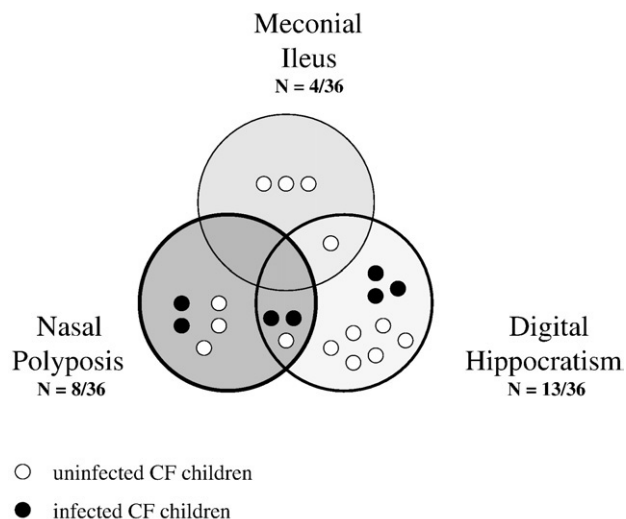 Meconial
Ileus
N = 4/36
Nasal
Polyposis
N = 8/36
Digital
Hippocratism
N = 13/36
uninfected CF children
infected CF children